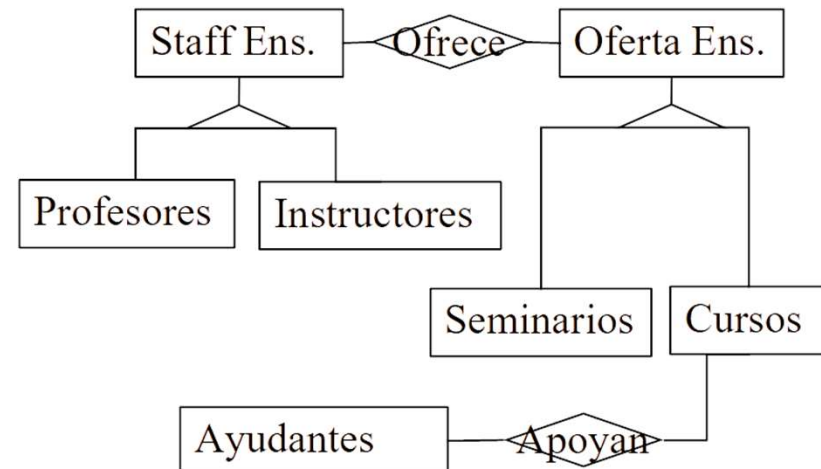 Staff Ens.
Ofrece
Oferta Ens.
Profesores
Instructores
Seminarios
Cursos
Ayudantes
Apoyan